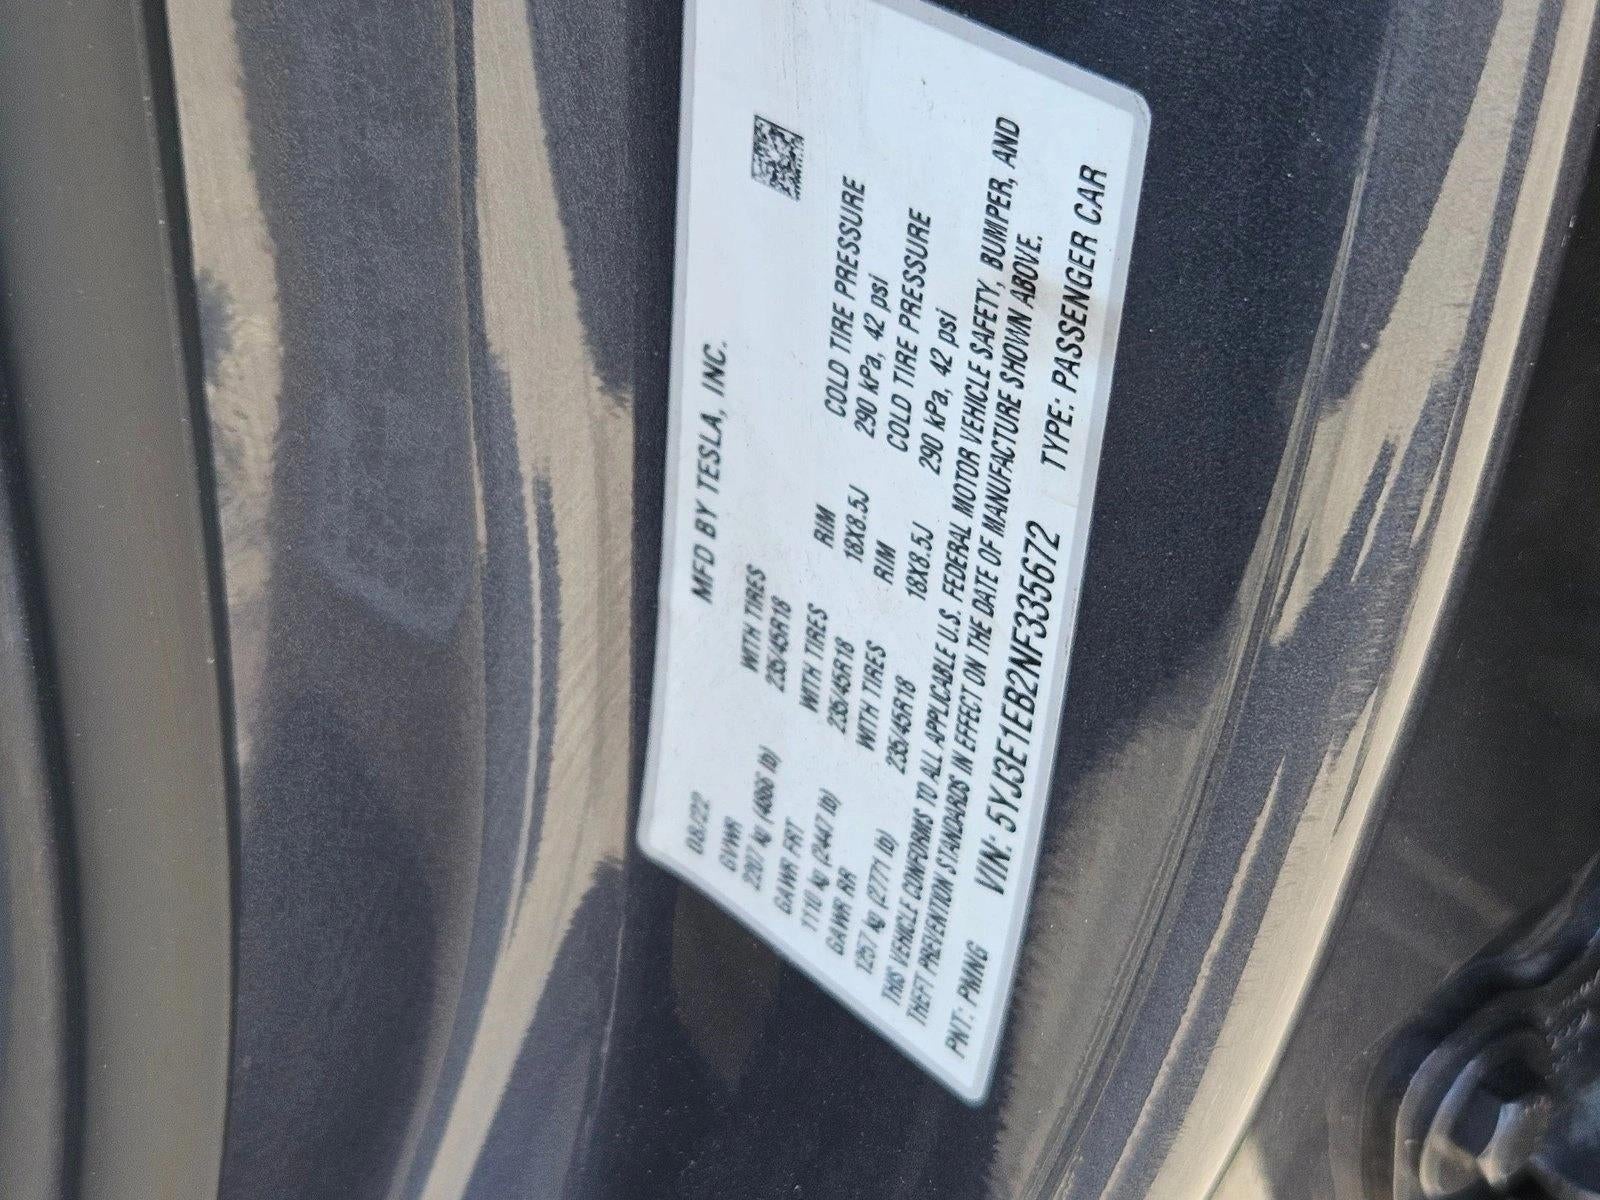 08/22 MFD BY TESLA, INC.
GVWR WITH TIRES
2207 kg (4866 lb) 235/45R18
GAWR FRT WITH TIRES RIM COLD TIRE PRESSURE
1110 kg (2447 lb) 235/45R18 18X8.5J 290 kPa, 42 psi
GAWR RR WITH TIRES RIM COLD TIRE PRESSURE
1257 kg (2771 lb) 235/45R18 18X8.5J 290 kPa, 42 psi
THIS VEHICLE CONFORMS TO ALL APPLICABLE U.S. FEDERAL MOTOR VEHICLE SAFETY, BUMPER, AND
THEFT PREVENTION STANDARDS IN EFFECT ON THE DATE OF MANUFACTURE SHOWN ABOVE.
PNT: PMNG VIN: 5YJ3E1EB2NF335672 TYPE: PASSENGER CAR